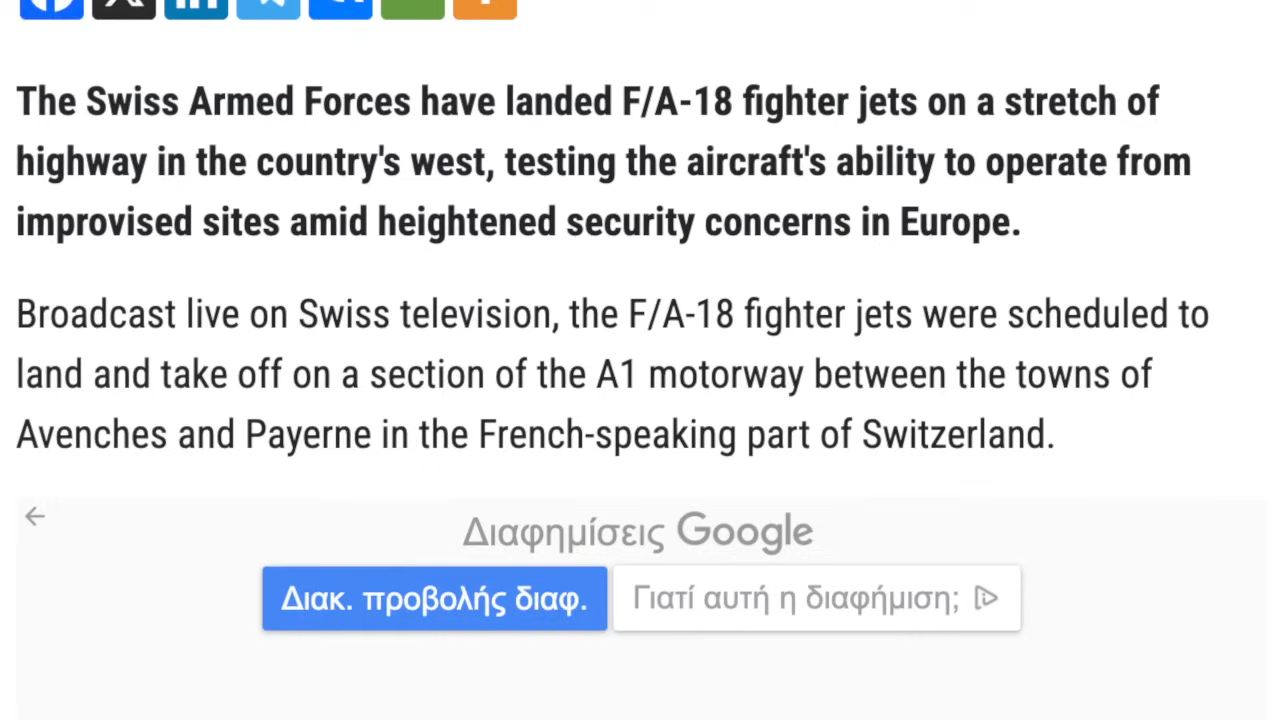 The Swiss Armed Forces have landed F/A-18 fighter jets on a stretch of
highway in the country's west, testing the aircraft's ability to operate from
improvised sites amid heightened security concerns in Europe.
Broadcast live on Swiss television, the F/A-18 fighter jets were scheduled to
land and take off on a section of the A1 motorway between the towns of
Avenches and Payerne in the French-speaking part of Switzerland.
Διαφημίσεις Google
Διακ. προβολής διαφ.
Γιατί αυτή η διαφήμιση;